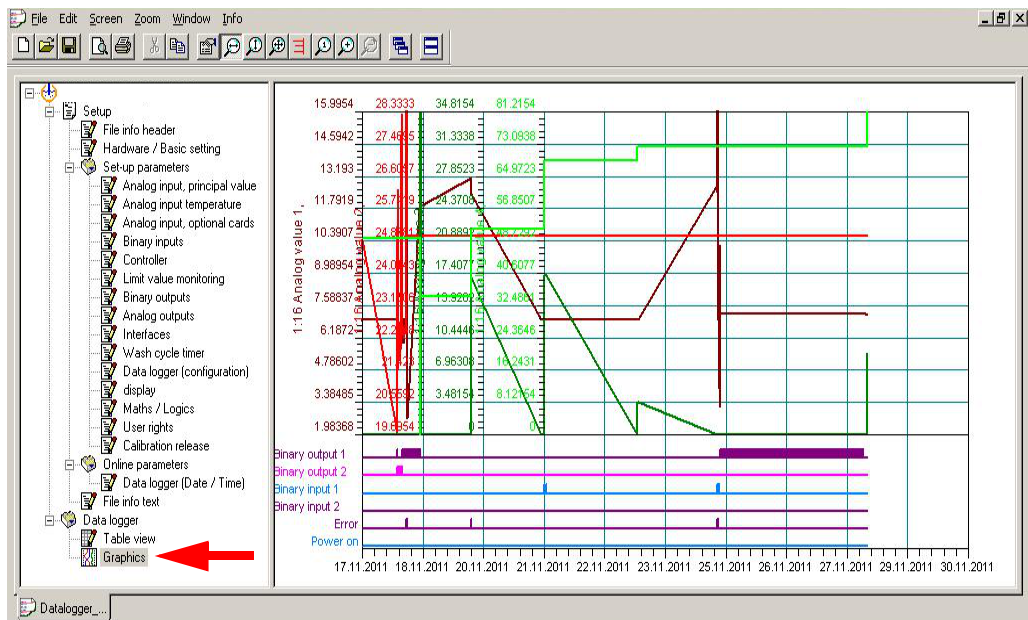 File Edit Screen Zoom Window Info
Setup
File info header
Hardware / Basic setting
Set-up parameters
Analog input, principal value
Analog input temperature
Analog input, optional cards
Binary inputs
Controller
Limit value monitoring
Binary outputs
Analog outputs
Interfaces
Wash cycle timer
Data logger (configuration)
display
Maths / Logics
User rights
Calibration release
Online parameters
Data logger (Date / Time)
File info text
Data logger
Table view
Graphics
Datalogger_...
15.9954 28.3333 34.8154 81.2154
14.5942 31.3338 73.0938
13.193 27.8523 64.9723
11.7919 24.3708 56.8507
10.3907
8.98954 17.4077
7.58837
6.1872 10.4446 24.3646
4.78602 6.96308 16.2431
3.38485 3.48154 8.12154
1.98368 19.6954 0 0
1:16 Analog value 1,
Binary output 1
Binary output 2
Binary input 1
Binary input 2
Error
Power on
17.11.2011 18.11.2011 20.11.2011 21.11.2011 22.11.2011 23.11.2011 25.11.2011 26.11.2011 27.11.2011 29.11.2011 30.11.2011